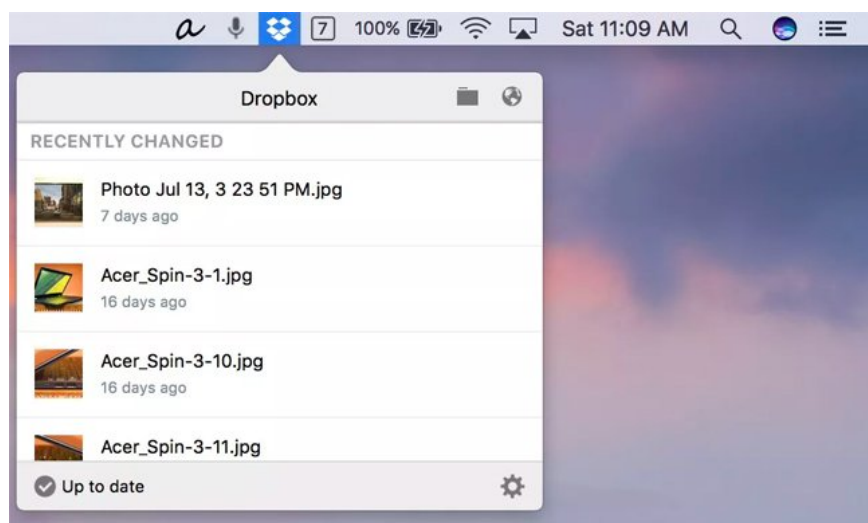 a 7 100% Sat 11:09 AM
Dropbox
RECENTLY CHANGED
Photo Jul 13, 3 23 51 PM.jpg
7 days ago
Acer_Spin-3-1.jpg
16 days ago
Acer_Spin-3-10.jpg
16 days ago
Acer_Spin-3-11.jpg
Up to date